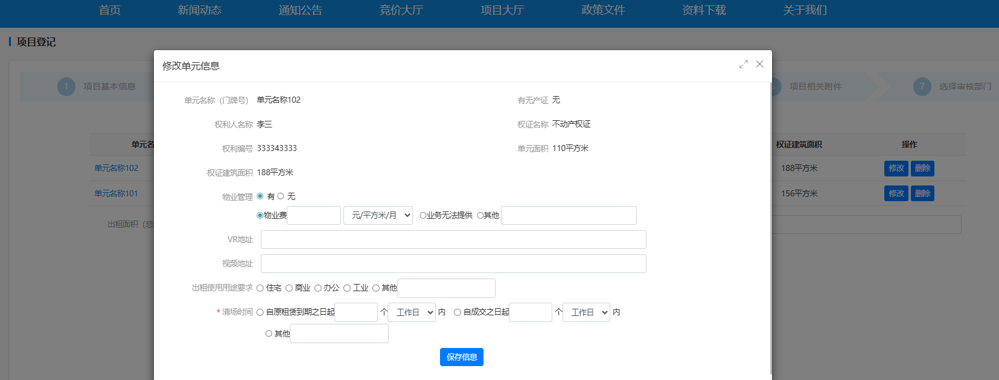 首页 新闻动态 通知公告 竞价大厅 项目大厅 政策文件 资料下载 关于我们
项目登记
修改单元信息
1 项目基本信息 项目相关附件 7 选择审核部门
单元名称（门牌号） 单元名称102 有无产证 无
权利人名称 李三 权证名称 不动产权证
单元名 权证建筑面积 操作
权利编号 333343333 单元面积 110平方米
单元名称102 188平方米 修改 删除
权证建筑面积 188平方米
单元名称101 156平方米 修改 删除
物业管理 有 无
物业费 元/平方米/月 业务无法提供 其他
出租面积（总
VR地址
视频地址
出租使用用途要求 住宅 商业 办公 工业 其他
* 清场时间 自原租赁到期之日起 个 工作日 内 自成交之日起 个 工作日 内
其他
保存信息